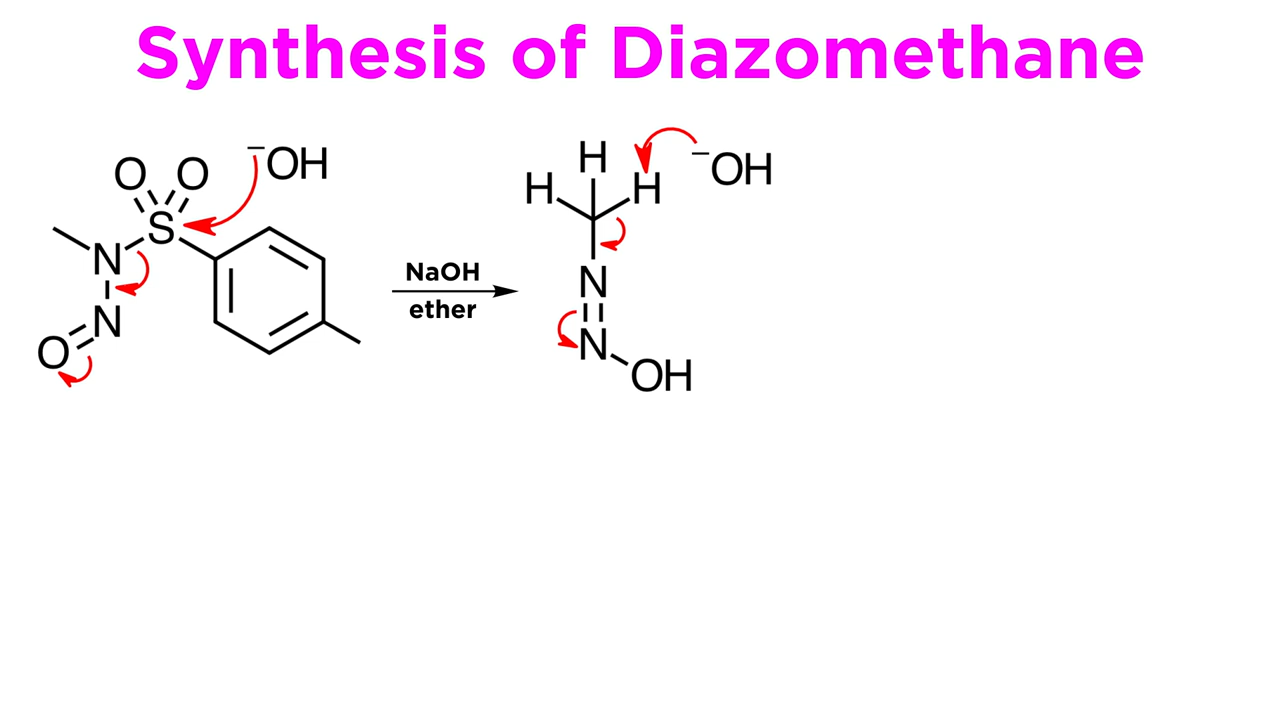 Synthesis of Diazomethane
O O ⁻OH
S
N
N
O
NaOH
ether
H
H H ⁻OH
N
N
OH